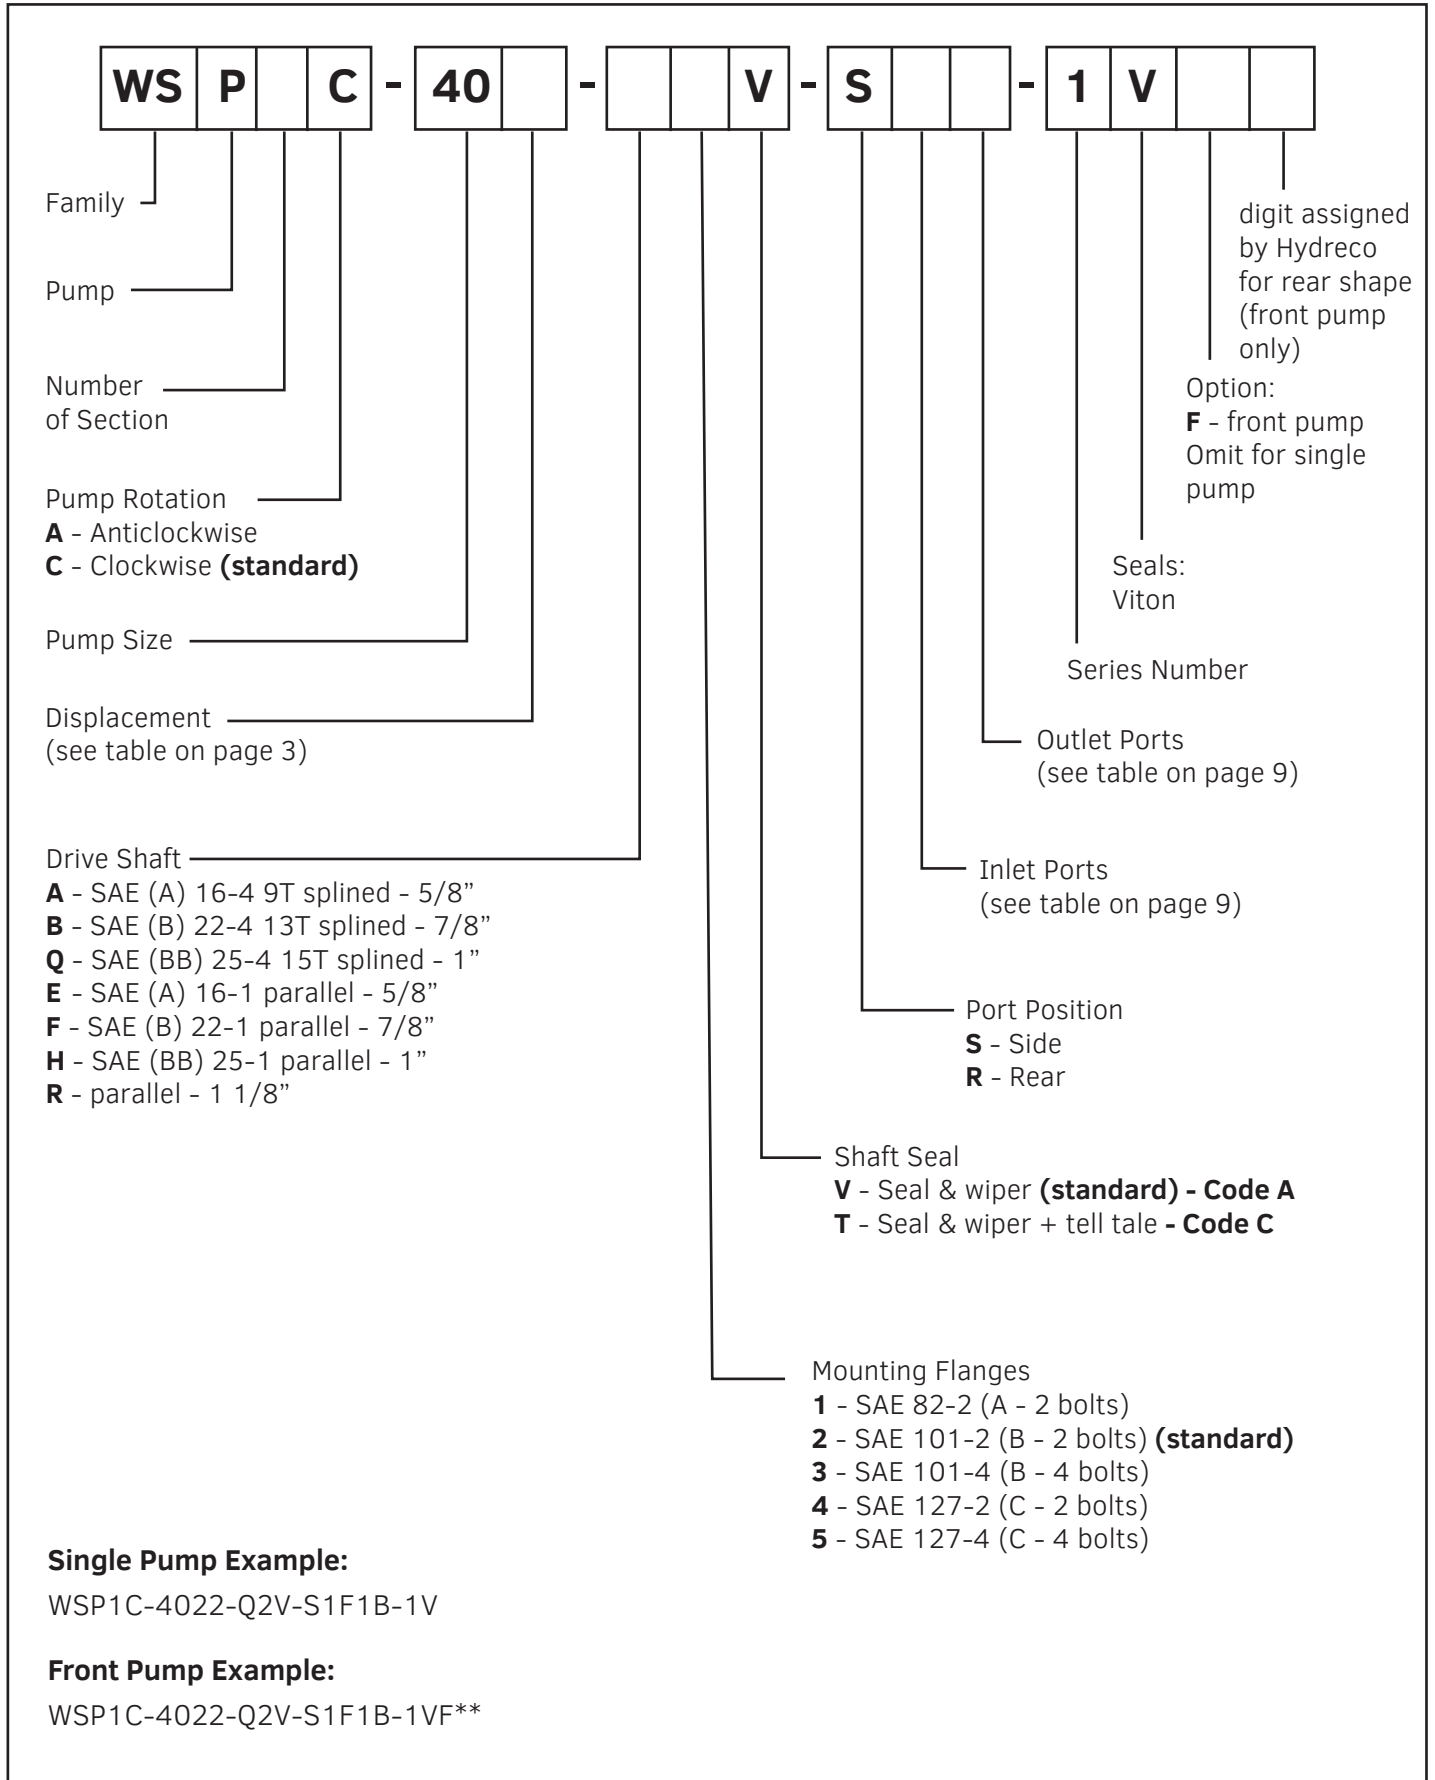 WS P C - 40 - V - S - 1 V
Family
Pump
Number
of Section
Pump Rotation
A - Anticlockwise
C - Clockwise (standard)
Pump Size
Displacement
(see table on page 3)
Drive Shaft
A - SAE (A) 16-4 9T splined - 5/8”
B - SAE (B) 22-4 13T splined - 7/8”
Q - SAE (BB) 25-4 15T splined - 1”
E - SAE (A) 16-1 parallel - 5/8”
F - SAE (B) 22-1 parallel - 7/8”
H - SAE (BB) 25-1 parallel - 1”
R - parallel - 1 1/8”
digit assigned
by Hydreco
for rear shape
(front pump
only)
Option:
F - front pump
Omit for single
pump
Seals:
Viton
Series Number
Outlet Ports
(see table on page 9)
Inlet Ports
(see table on page 9)
Port Position
S - Side
R - Rear
Shaft Seal
V - Seal & wiper (standard) - Code A
T - Seal & wiper + tell tale - Code C
Mounting Flanges
1 - SAE 82-2 (A - 2 bolts)
2 - SAE 101-2 (B - 2 bolts) (standard)
3 - SAE 101-4 (B - 4 bolts)
4 - SAE 127-2 (C - 2 bolts)
5 - SAE 127-4 (C - 4 bolts)
Single Pump Example:
WSP1C-4022-Q2V-S1F1B-1V
Front Pump Example:
WSP1C-4022-Q2V-S1F1B-1VF**